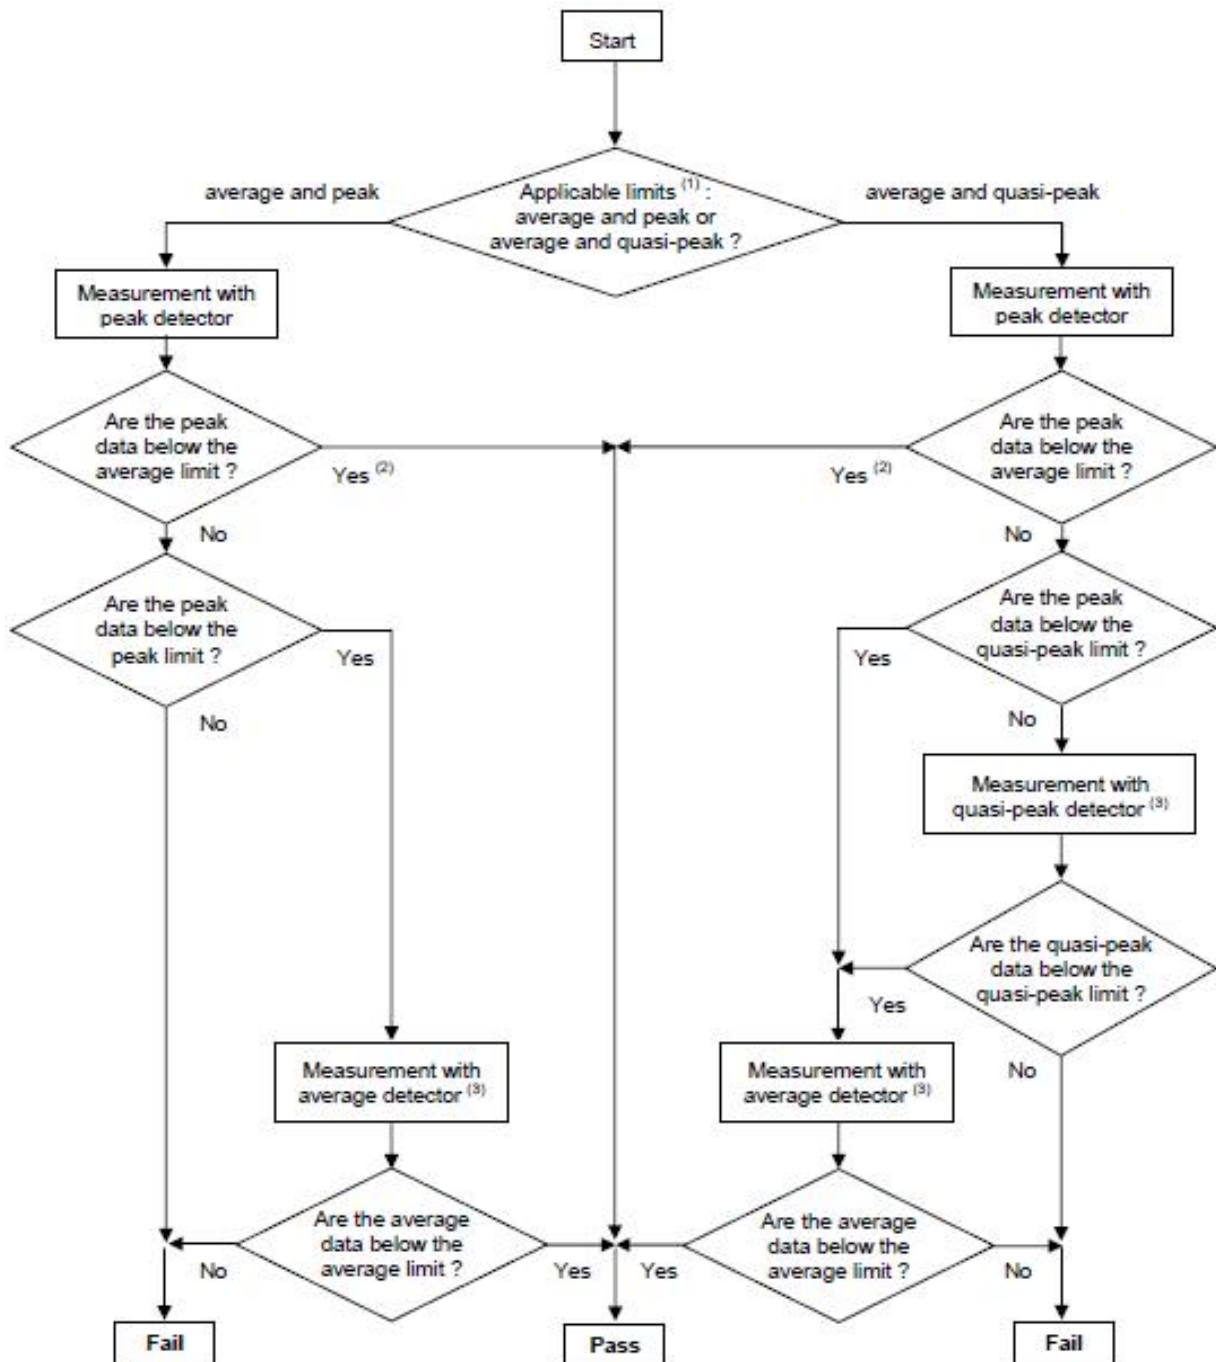 Start
average and peak
Applicable limits (1) :
average and peak or
average and quasi-peak ?
average and quasi-peak
Measurement with
peak detector
Measurement with
peak detector
Are the peak
data below the
average limit ?
Yes (2)
Yes (2)
Are the peak
data below the
average limit ?
No
No
Are the peak
data below the
peak limit ?
Yes
No
Are the peak
data below the
quasi-peak limit ?
Yes
No
Measurement with
quasi-peak detector (3)
Are the quasi-peak
data below the
quasi-peak limit ?
Yes
No
Measurement with
average detector (3)
Measurement with
average detector (3)
Are the average
data below the
average limit ?
No
Yes
Are the average
data below the
average limit ?
Yes
No
Fail
Pass
Fail